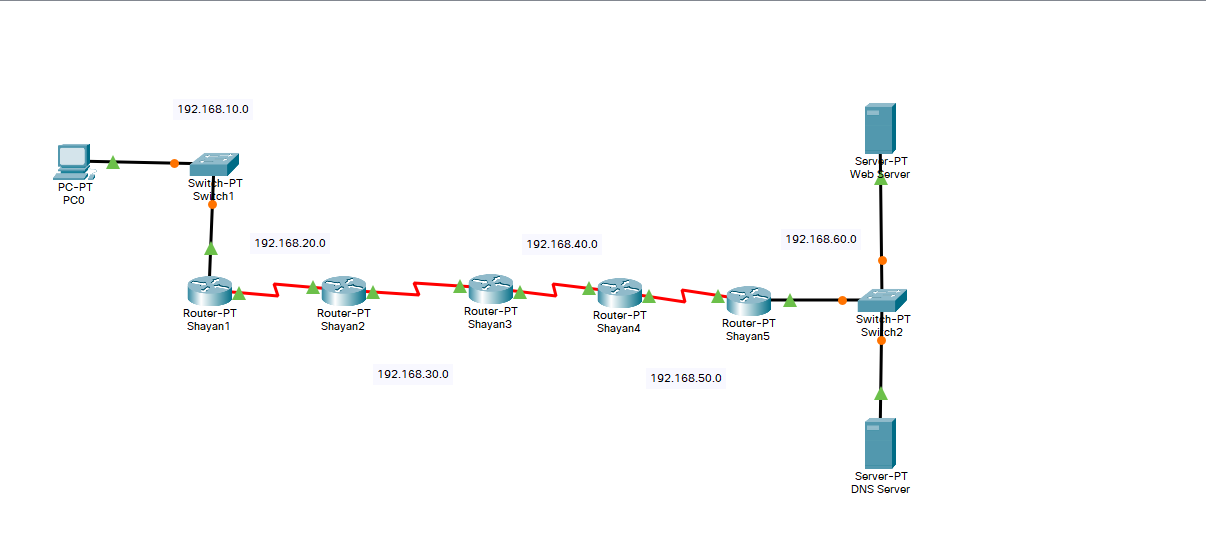 192.168.10.0
Server-PT
Web Server
PC-PT
PC0
Switch-PT
Switch1
192.168.20.0
192.168.40.0
192.168.60.0
Router-PT
Shayan1
Router-PT
Shayan2
Router-PT
Shayan3
Router-PT
Shayan4
Router-PT
Shayan5
Switch-PT
Switch2
192.168.30.0
192.168.50.0
Server-PT
DNS Server